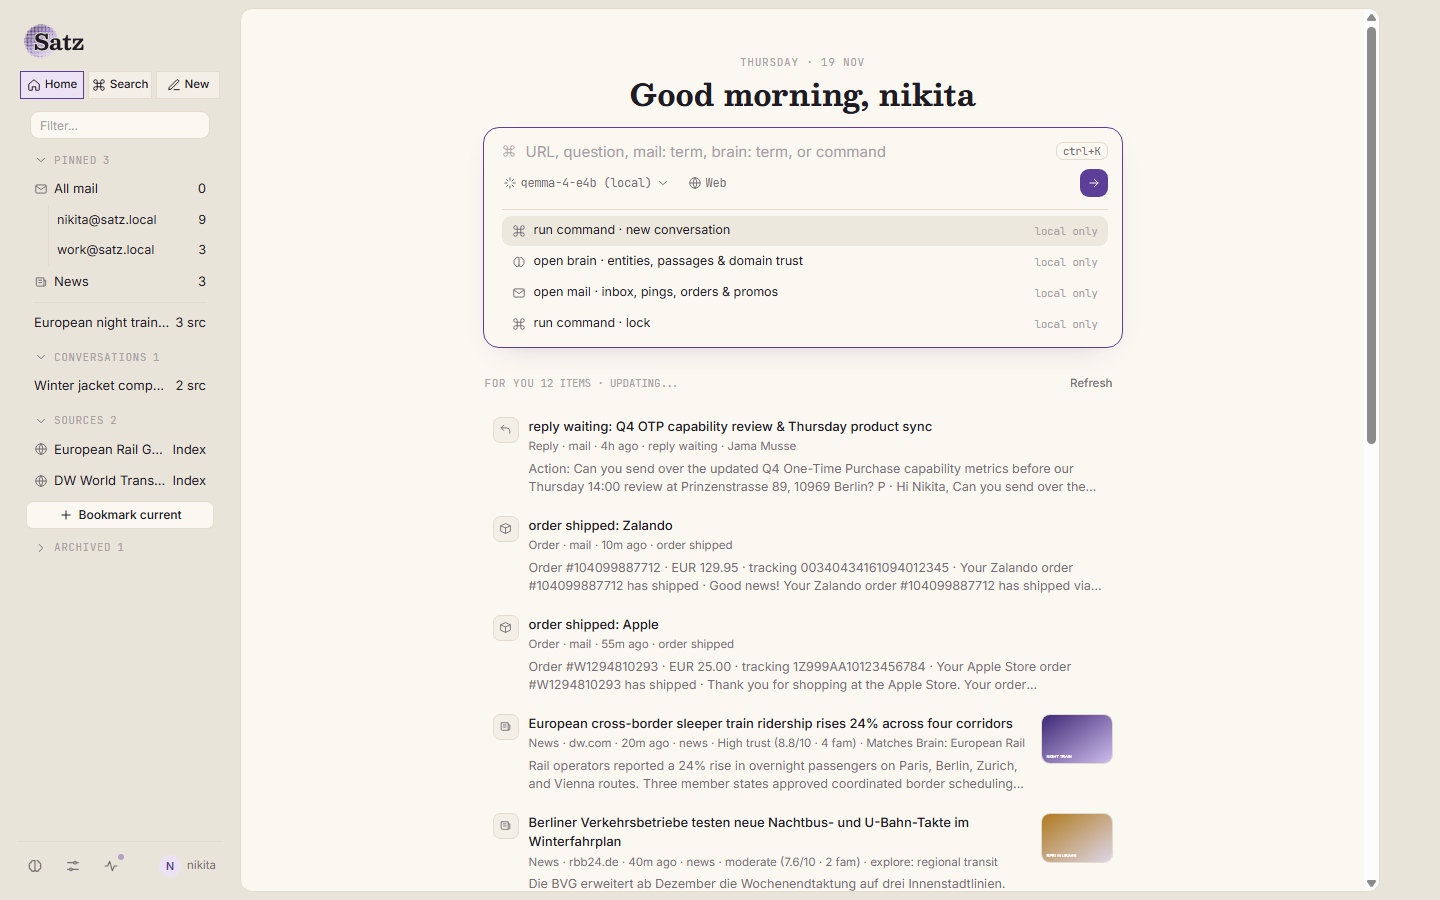 Satz
Home
Search
New
Filter...
PINNED 3
All mail 0
nikita@satz.local 9
work@satz.local 3
News 3
European night train... 3 src
CONVERSATIONS 1
Winter jacket comp... 2 src
SOURCES 2
European Rail G... Index
DW World Trans... Index
Bookmark current
ARCHIVED 1
N nikita
THURSDAY · 19 NOV
Good morning, nikita
URL, question, mail: term, brain: term, or command ctrl+K
gemma-4-e4b (local) Web
run command · new conversation local only
open brain · entities, passages & domain trust local only
open mail · inbox, pings, orders & promos local only
run command · lock local only
FOR YOU 12 ITEMS · UPDATING... Refresh
reply waiting: Q4 OTP capability review & Thursday product sync
Reply · mail · 4h ago · reply waiting · Jama Musse
Action: Can you send over the updated Q4 One-Time Purchase capability metrics before our
Thursday 14:00 review at Prinzenstrasse 89, 10969 Berlin? P · Hi Nikita, Can you send over the...
order shipped: Zalando
Order · mail · 10m ago · order shipped
Order #104099887712 · EUR 129.95 · tracking 00340434161094012345 · Your Zalando order
#104099887712 has shipped · Good news! Your Zalando order #104099887712 has shipped via...
order shipped: Apple
Order · mail · 55m ago · order shipped
Order #W1294810293 · EUR 25.00 · tracking 1Z999AA10123456784 · Your Apple Store order
#W1294810293 has shipped · Thank you for shopping at the Apple Store. Your order...
European cross-border sleeper train ridership rises 24% across four corridors
News · dw.com · 20m ago · news · High trust (8.8/10 · 4 fam) · Matches Brain: European Rail
Rail operators reported a 24% rise in overnight passengers on Paris, Berlin, Zurich,
and Vienna routes. Three member states approved coordinated border scheduling...
NIGHT TRAIN
Berliner Verkehrsbetriebe testen neue Nachtbus- und U-Bahn-Takte im
Winterfahrplan
News · rbb24.de · 40m ago · news · moderate (7.6/10 · 2 fam) · explore: regional transit
Die BVG erweitert ab Dezember die Wochenendtaktung auf drei Innenstadtlinien.